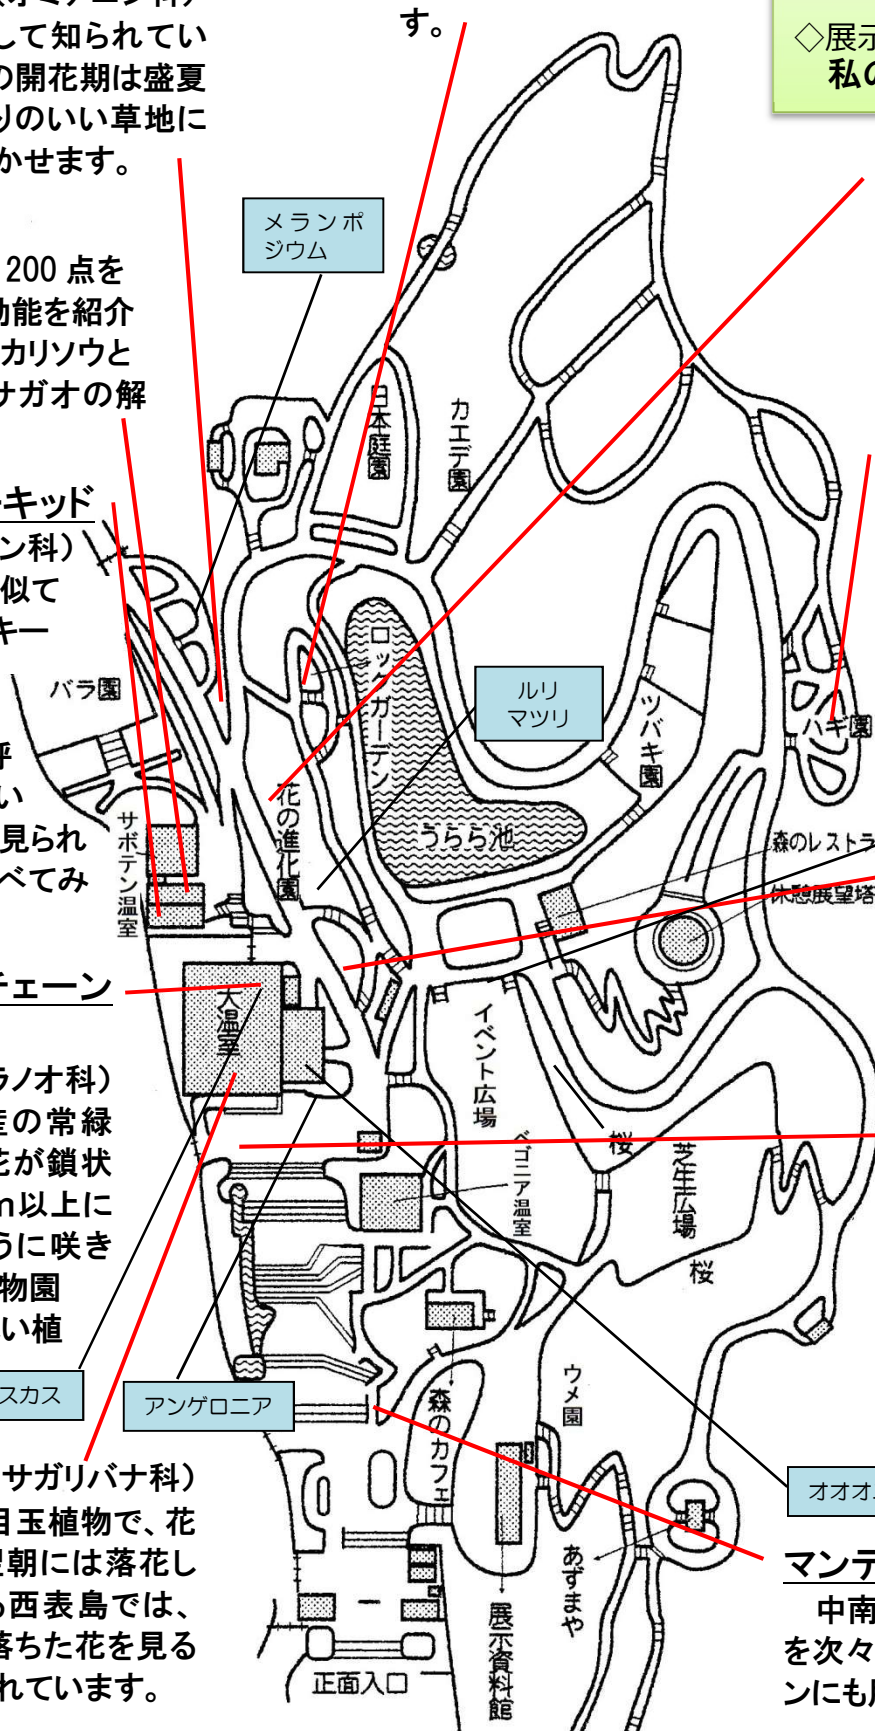 して知られてい
の開花期は盛夏
りのいい草地に
かせます。
す。
◇展示
私の
メランポ
ジウム
200 点を
効能を紹介
カリソウと
サガオの解
ーキッド
ン科）
似て
キー
呼
い
見られ
べてみ
チェーン
ラノオ科）
産の常緑
花が鎖状
ｍ以上に
うに咲き
物園
い植
スカス
アンゲロニア
サガリバナ科）
目玉植物で、花
翌朝には落花し
る西表島では、
落ちた花を見る
れています。
日本庭園
カエデ園
バラ園
ロックガーデン
ルリ
マツリ
ツバキ園
ハギ園
花の進化園
うらら池
サボテン温室
森のレストラ
休憩展望塔
大温室
イベント広場
ベゴニア温室
桜
芝生広場
桜
ウメ園
森のカフェ
オオオ
あずまや
展示資料館
正面入口
マンデ
中南
を次々
ンにも